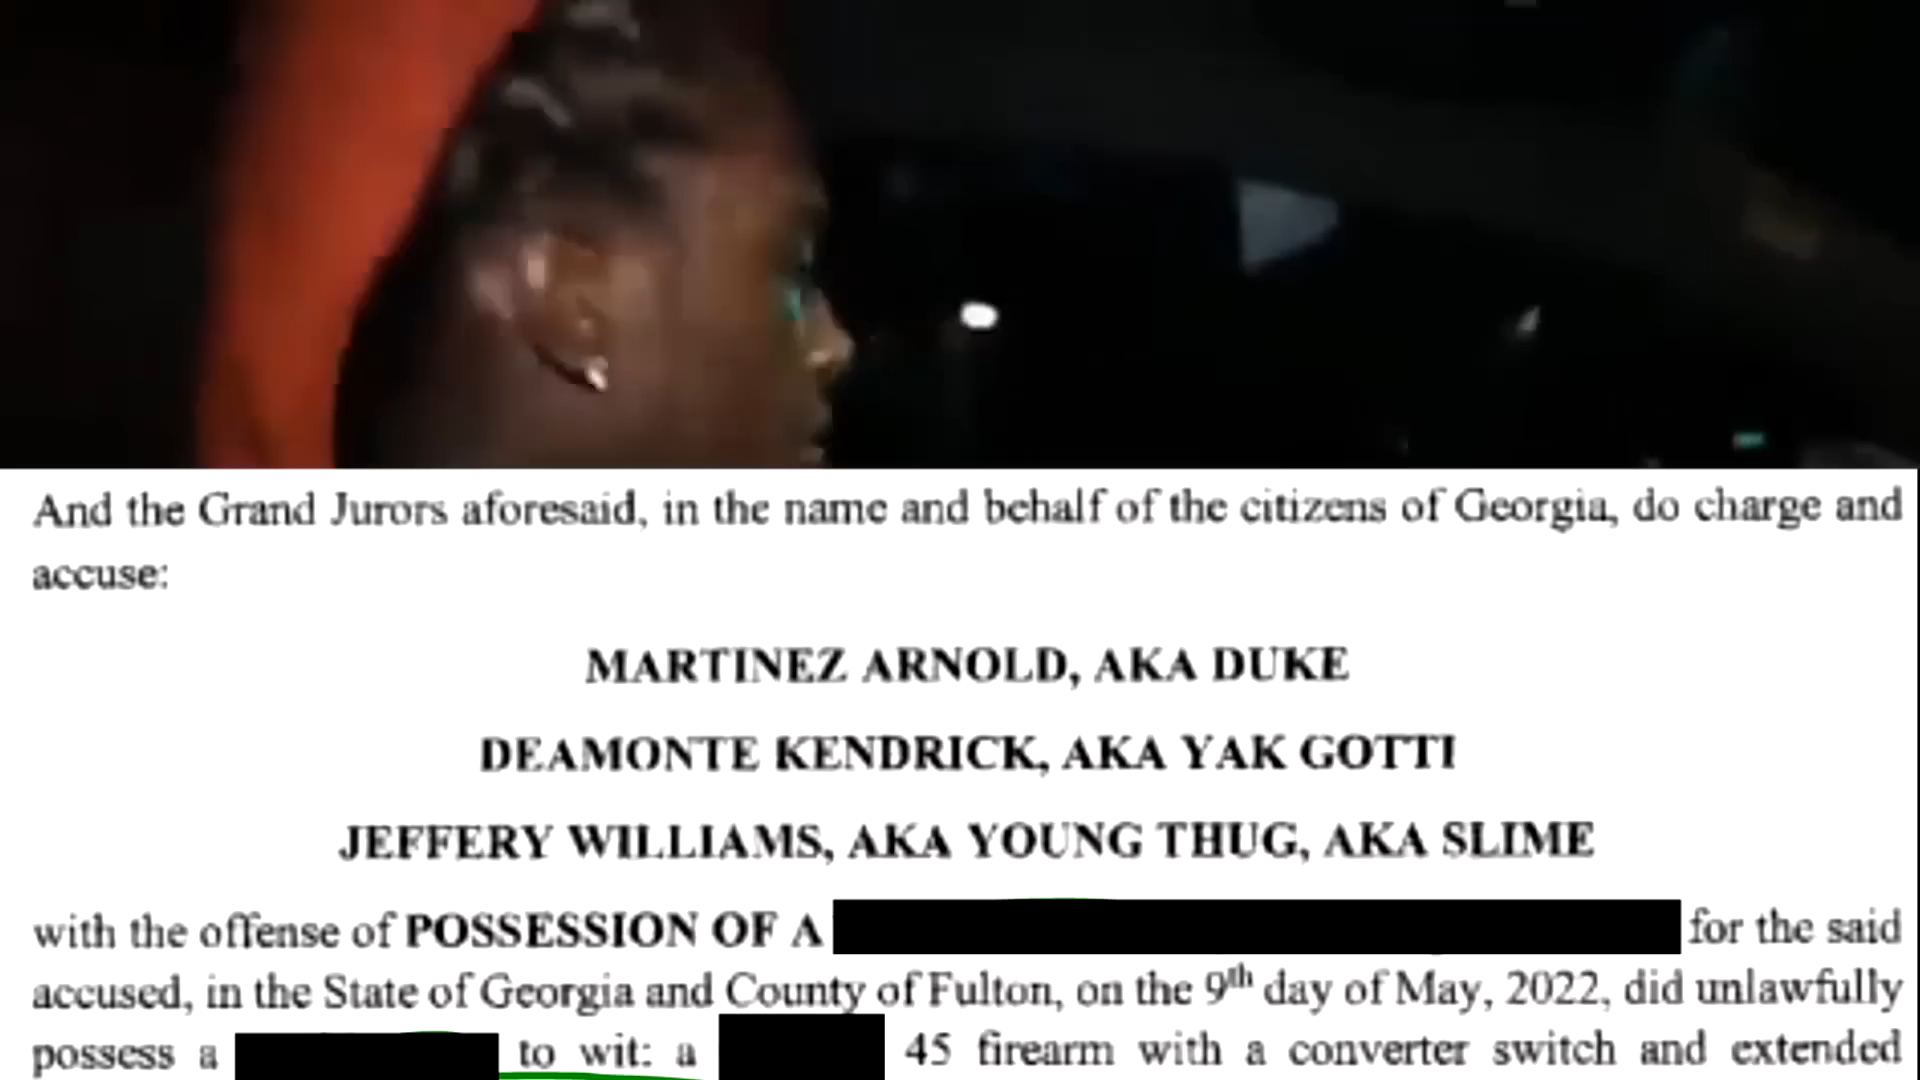 And the Grand Jurors aforesaid, in the name and behalf of the citizens of Georgia, do charge and
accuse:
MARTINEZ ARNOLD, AKA DUKE
DEAMONTE KENDRICK, AKA YAK GOTTI
JEFFERY WILLIAMS, AKA YOUNG THUG, AKA SLIME
with the offense of POSSESSION OF A for the said
accused, in the State of Georgia and County of Fulton, on the 9th day of May, 2022, did unlawfully
possess a to wit: a 45 firearm with a converter switch and extended